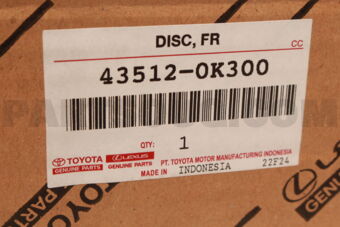 DISC, FR
CC
43512-0K300
QTY: 1
TOYOTA
GENUINE PARTS
LEXUS
GENUINE PARTS
PT. TOYOTA MOTOR MANUFACTURING INDONESIA
MADE IN INDONESIA 22F24